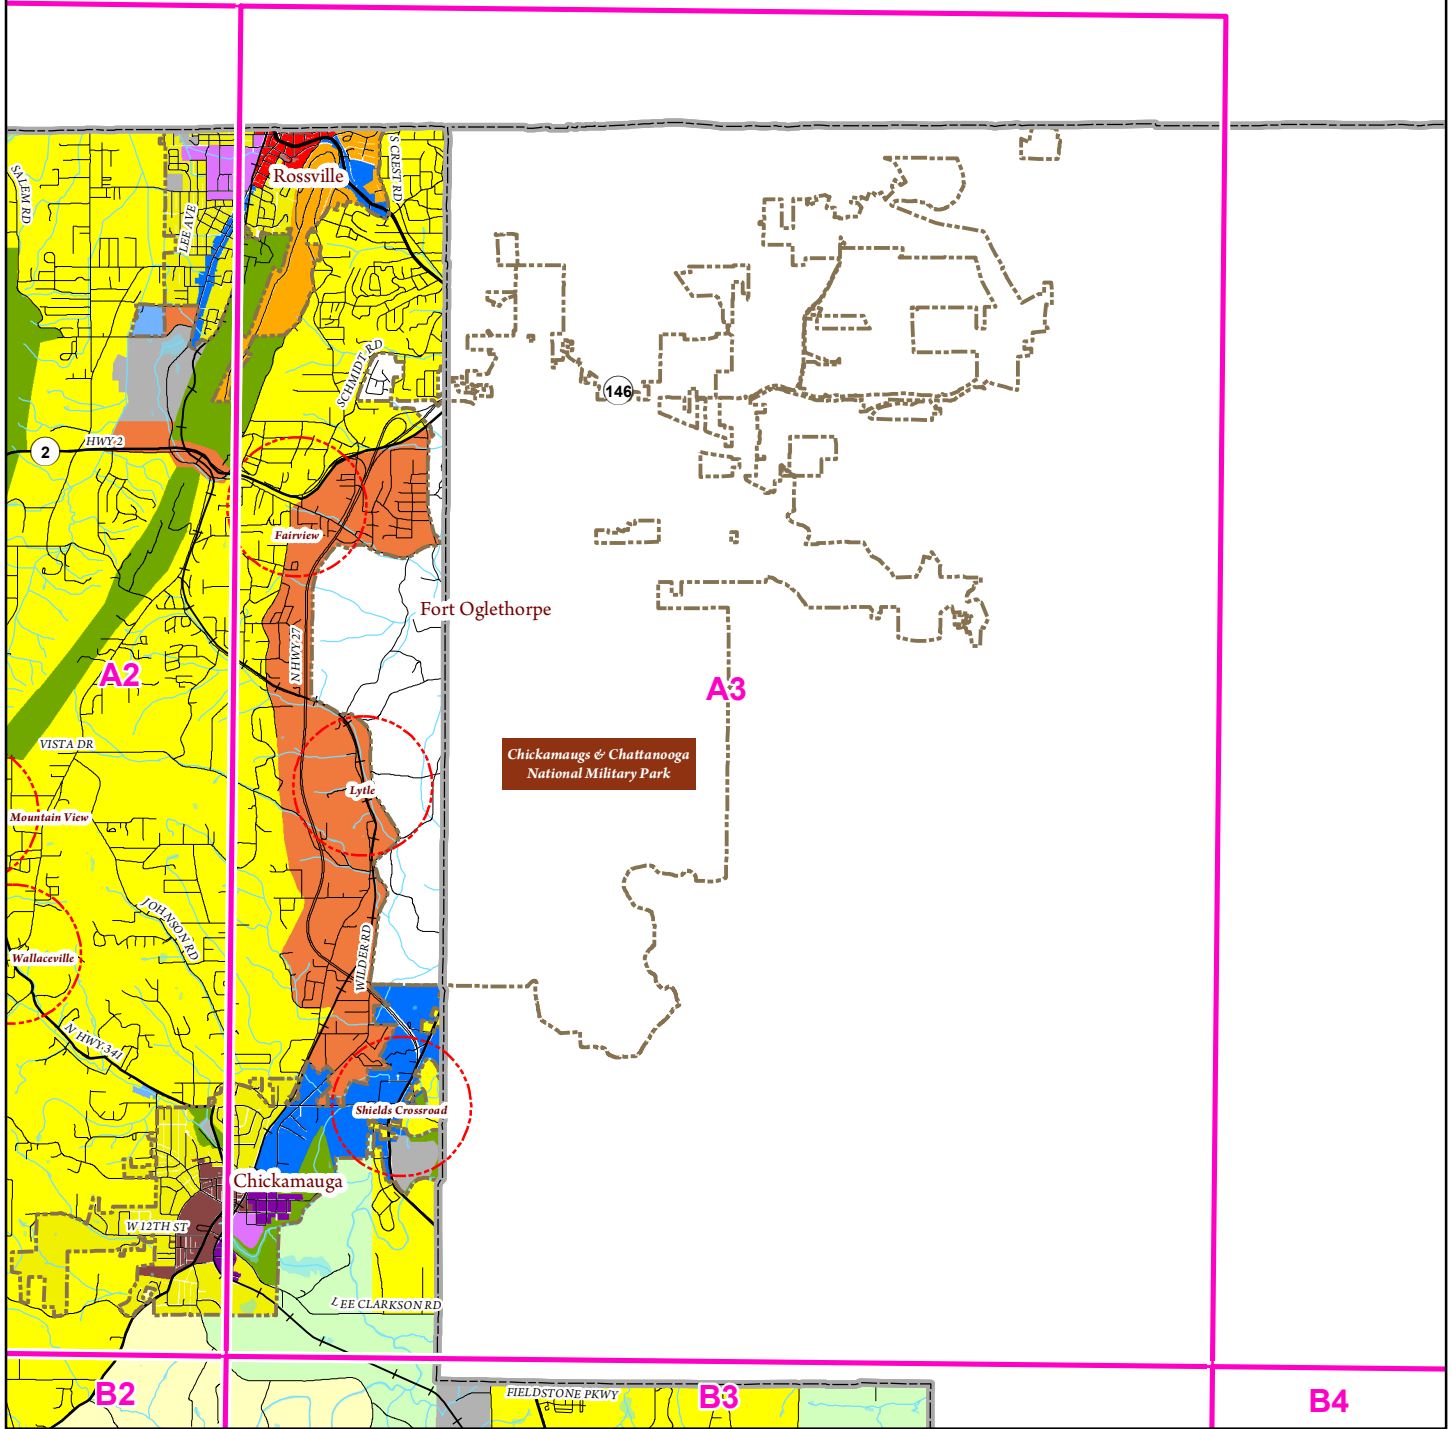 Rossville
S CREST RD
SALEM RD
LEE AVE
SCHMIDT RD
146
HWY 2
2
Fairview
Fort Oglethorpe
N HWY 27
A2
A3
VISTA DR
Chickamaugs & Chattanooga
National Military Park
Lytle
Mountain View
JOHNSON RD
WILDER RD
Wallaceville
N HWY 341
Shields Crossroad
Chickamauga
W 12TH ST
LEE CLARKSON RD
B2
FIELDSTONE PKWY
B3
B4